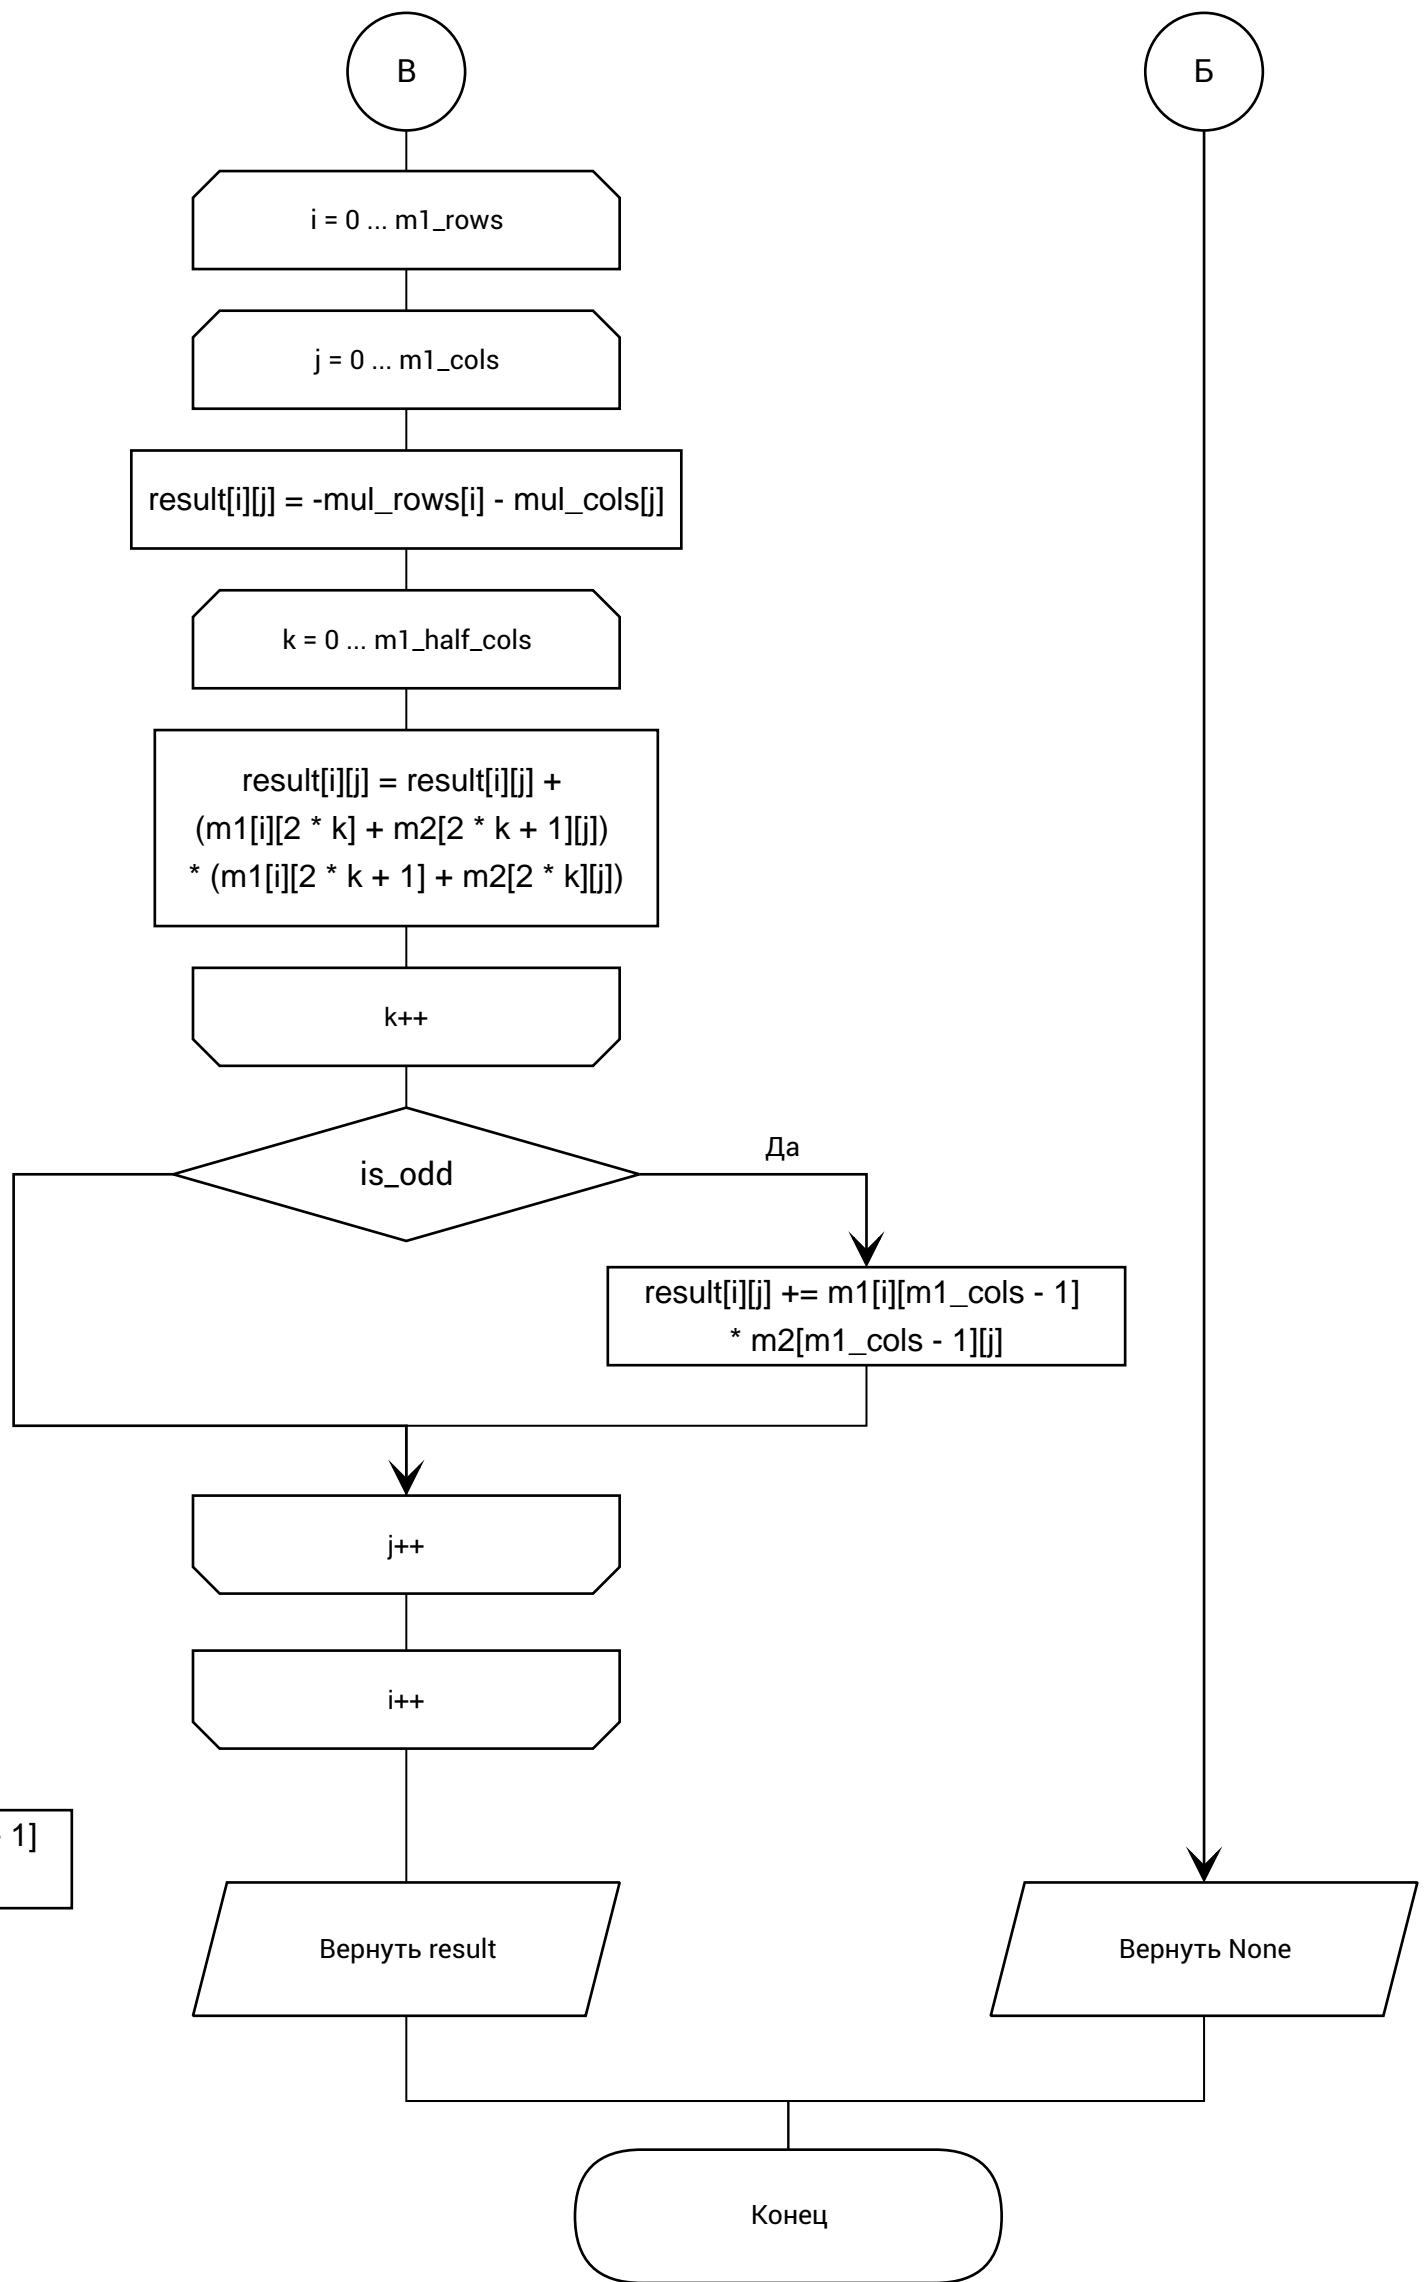 В
Б
i = 0 ... m1_rows
j = 0 ... m1_cols
result[i][j] = -mul_rows[i] - mul_cols[j]
k = 0 ... m1_half_cols
result[i][j] = result[i][j] +
(m1[i][2 * k] + m2[2 * k + 1][j])
* (m1[i][2 * k + 1] + m2[2 * k][j])
k++
is_odd
Да
result[i][j] += m1[i][m1_cols - 1]
* m2[m1_cols - 1][j]
j++
i++
1]
Вернуть result
Вернуть None
Конец